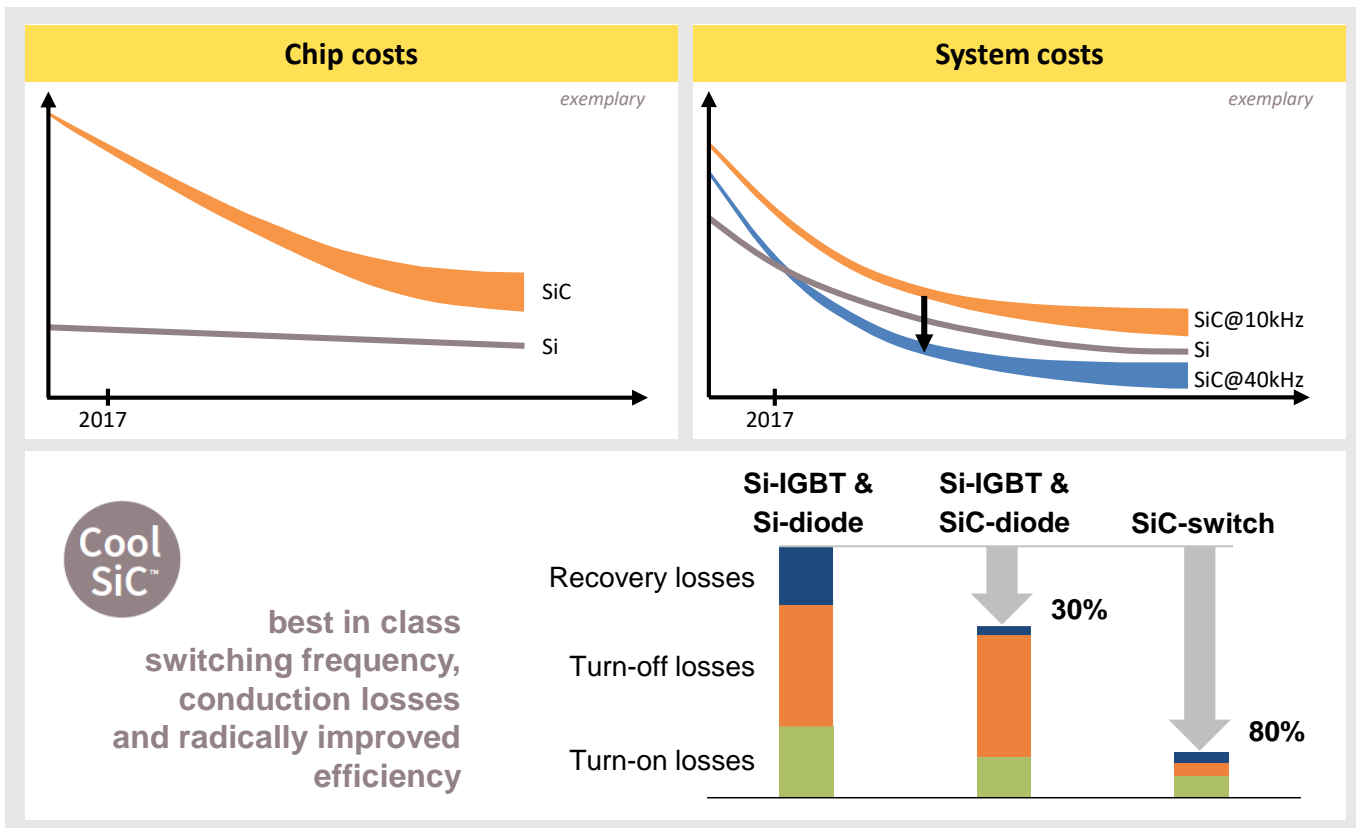 Chip costs
exemplary
SiC
Si
2017
System costs
exemplary
SiC@10kHz
Si
SiC@40kHz
2017
Cool
SiC™
best in class
switching frequency,
conduction losses
and radically improved
efficiency
Si-IGBT &
Si-diode
Si-IGBT &
SiC-diode
SiC-switch
Recovery losses
30%
Turn-off losses
80%
Turn-on losses